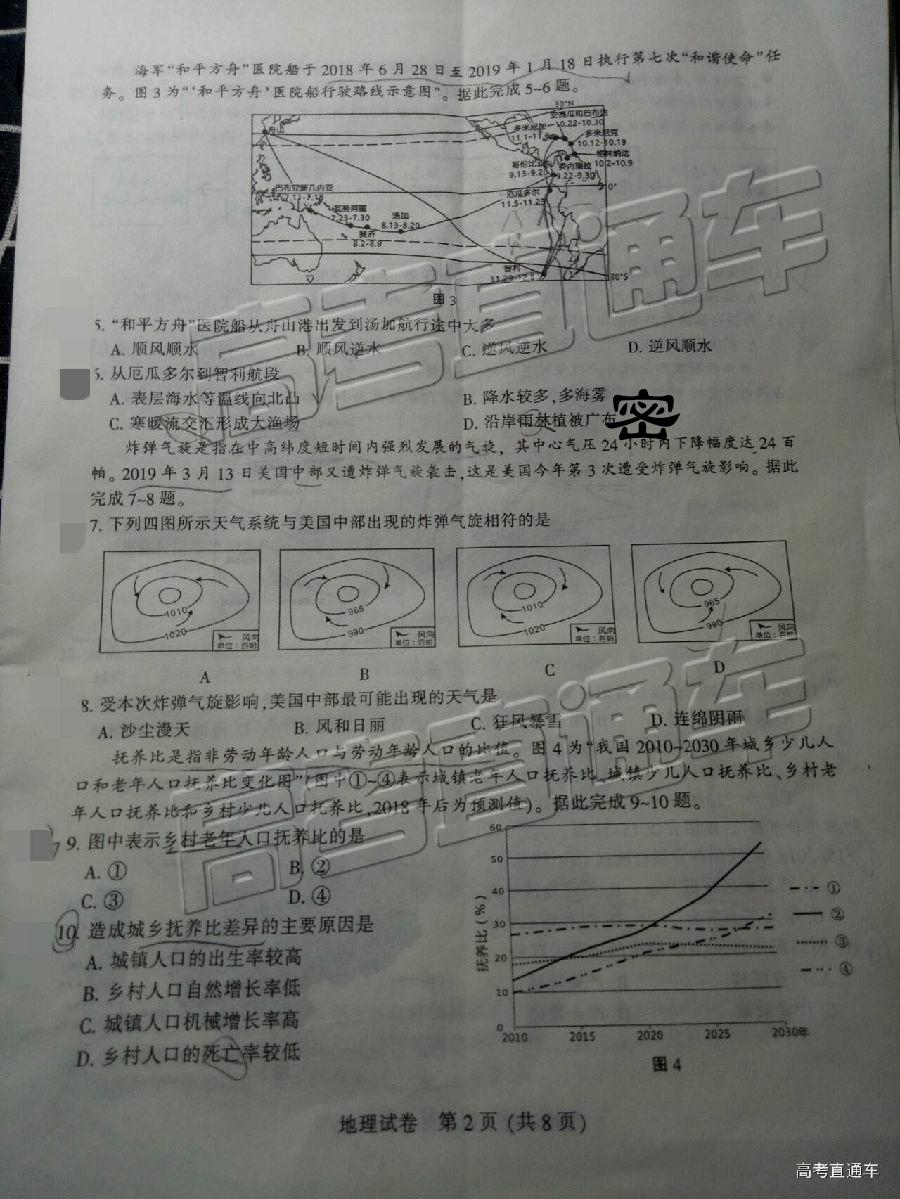 海军“和平方舟”医院船于2018年6月28日至2019年1月18日执行第七次“和谐使命”任
务。图3为“‘和平方舟’医院船行驶路线示意图”。据此完成5-6题。
30°N
安提瓜和巴布达
10.22-10.30
多米尼加
11.1-11.8
多米尼克
10.12-10.18
格林纳达
10.2-10.9
哥伦比亚
委内瑞拉
9.22-9.30
0°
厄瓜多尔
11.5-11.23
舟山
巴布亚新几内亚
瓦努阿图
7.23-7.30
汤加
8.13-8.20
斐济
8.2-8.9
智利
30°S
图3
5. “和平方舟”医院船从舟山港出发到汤加航行途中大多
A. 顺风顺水 B. 顺风逆水 C. 逆风逆水 D. 逆风顺水
6. 从厄瓜多尔到智利航段
A. 表层海水等温线向北凸 B. 降水较多,多海雾
C. 寒暖流交汇形成大渔场 D. 沿岸雨林植被广布
密
炸弹气旋是指在中高纬度短时间内强烈发展的气旋，其中心气压24小时内下降幅度达24百
帕。2019年3月13日美国中部又遭炸弹气旋袭击,这是美国今年第3次遭受炸弹气旋影响。据此
完成7~8题。
7. 下列四图所示天气系统与美国中部出现的炸弹气旋相符的是
1010 1020 风向 单位：百帕
965 990 风向 单位：百帕
1010 1020 风向 单位：百帕
965 990 风向 单位：百帕
A B C D
8. 受本次炸弹气旋影响,美国中部最可能出现的天气是
A. 沙尘漫天 B. 风和日丽 C. 狂风暴雪 D. 连绵阴雨
抚养比是指非劳动年龄人口与劳动年龄人口的比值。图4为“我国2010~2030年城乡少儿人
口和老年人口抚养比变化图”(图中①~④表示城镇老年人口抚养比、城镇少儿人口抚养比、乡村老
年人口抚养比和乡村少儿人口抚养比,2018年后为预测值)。据此完成9~10题。
9. 图中表示乡村老年人口抚养比的是
A. ① B. ②
C. ③ D. ④
10. 造成城乡抚养比差异的主要原因是
A. 城镇人口的出生率较高
B. 乡村人口自然增长率低
C. 城镇人口机械增长率高
D. 乡村人口的死亡率较低
抚养比(%)
60
50
40
30
20
10
0
2010 2015 2020 2025 2030年
①
②
③
④
图4
地理试卷 第2页(共8页)
高考直通车
高考直通车
高考直通车